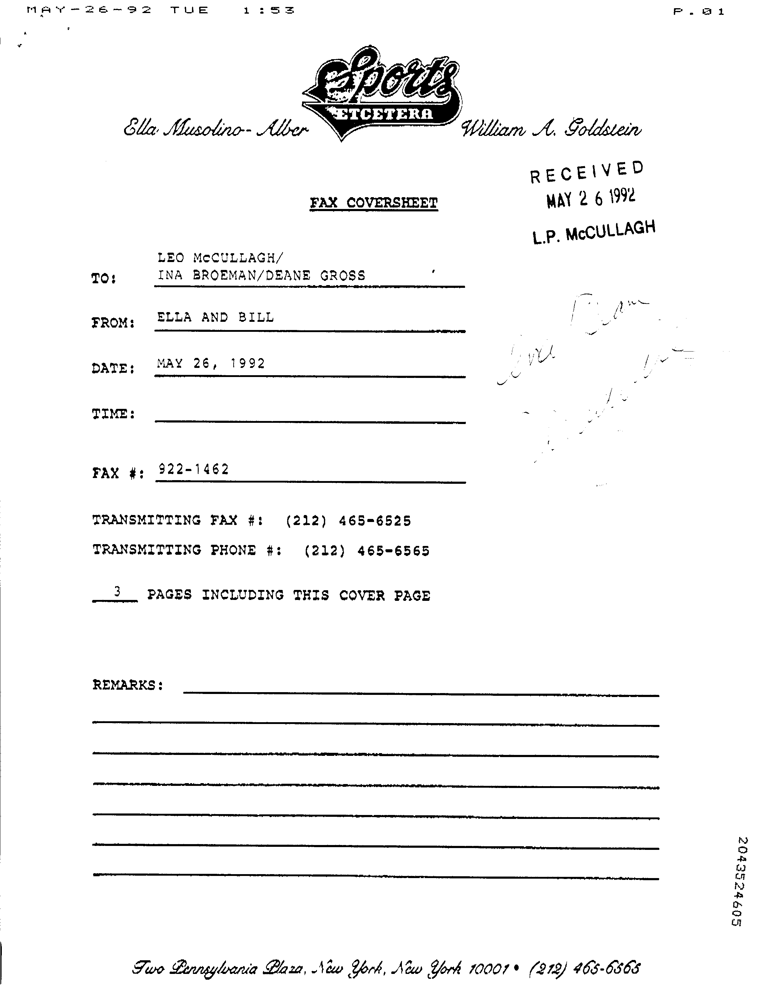 MAY-26-92 TUE 1:53 P.01
Sports
ETCETERA
Ella Musolino-Alber William A. Goldstein
RECEIVED
MAY 26 1992
L.P. McCULLAGH
FAX COVERSHEET
LEO McCULLAGH/
TO: INA BROEMAN/DEANE GROSS
FROM: ELLA AND BILL
DATE: MAY 26, 1992
TIME:
FAX #: 922-1462
TRANSMITTING FAX #: (212) 465-6525
TRANSMITTING PHONE #: (212) 465-6565
3 PAGES INCLUDING THIS COVER PAGE
REMARKS:
2043524605
Two Pennsylvania Plaza, New York, New York 10001 • (212) 465-6565